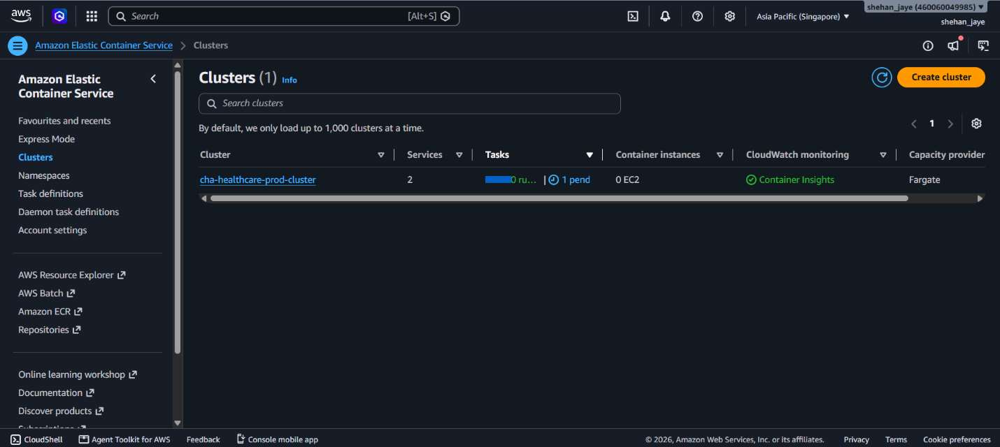 aws
Search [Alt+S]
Asia Pacific (Singapore)
shehan_jaye (460060049985)
shehan_jaye
Amazon Elastic Container Service > Clusters
Amazon Elastic
Container Service
Favourites and recents
Express Mode
Clusters
Namespaces
Task definitions
Daemon task definitions
Account settings
AWS Resource Explorer
AWS Batch
Amazon ECR
Repositories
Online learning workshop
Documentation
Discover products
Subscriptions
Clusters (1) Info
Create cluster
Search clusters
By default, we only load up to 1,000 clusters at a time.
1
Cluster Services Tasks Container instances CloudWatch monitoring Capacity provider
cha-healthcare-prod-cluster 2 0 ru… | 1 pend 0 EC2 Container Insights Fargate
CloudShell Agent Toolkit for AWS Feedback Console mobile app © 2026, Amazon Web Services, Inc. or its affiliates. Privacy Terms Cookie preferences